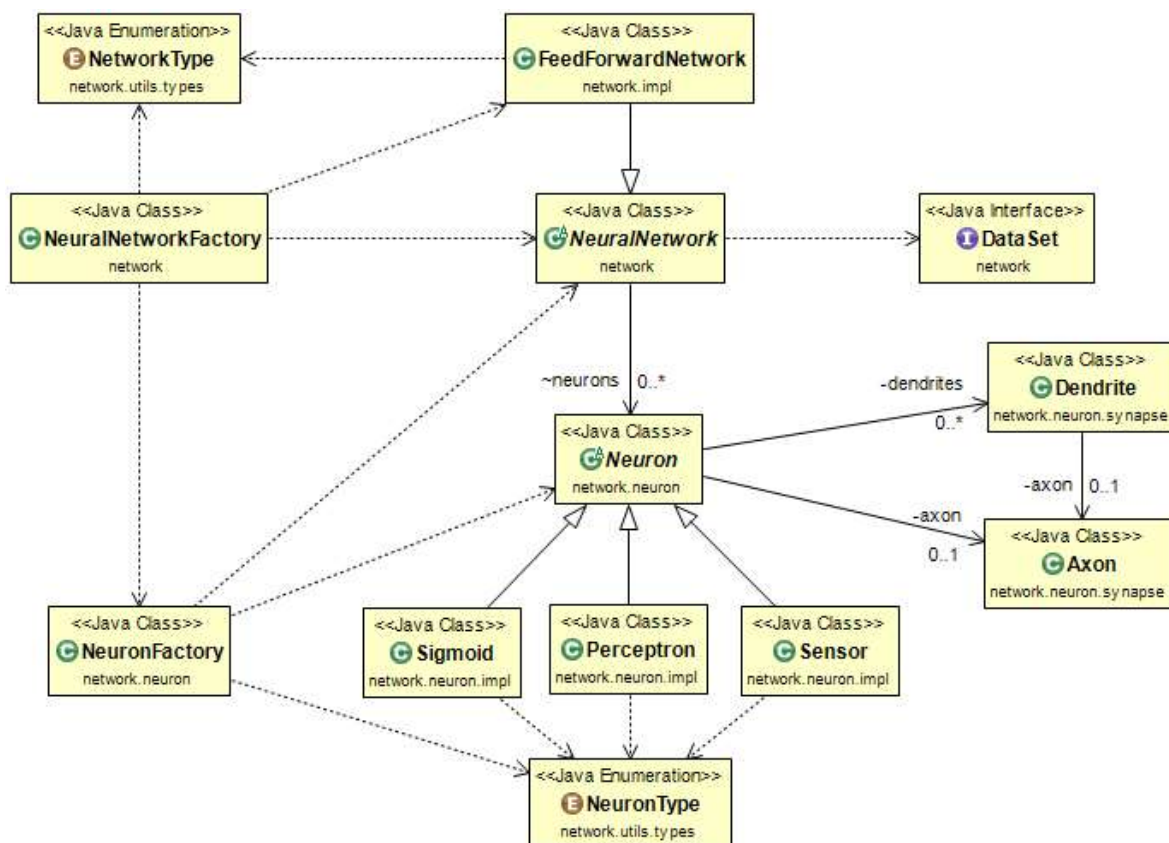 <<Java Enumeration>>
E NetworkType
network.utils.types
<<Java Class>>
C FeedForwardNetwork
network.impl
<<Java Class>>
C NeuralNetworkFactory
network
<<Java Class>>
C A NeuralNetwork
network
<<Java Interface>>
I DataSet
network
~neurons 0..*
<<Java Class>>
C A Neuron
network.neuron
-dendrites
0..*
<<Java Class>>
C Dendrite
network.neuron.synapse
-axon 0..1
-axon
0..1
<<Java Class>>
C Axon
network.neuron.synapse
<<Java Class>>
C NeuronFactory
network.neuron
<<Java Class>>
C Sigmoid
network.neuron.impl
<<Java Class>>
C Perceptron
network.neuron.impl
<<Java Class>>
C Sensor
network.neuron.impl
<<Java Enumeration>>
E NeuronType
network.utils.types